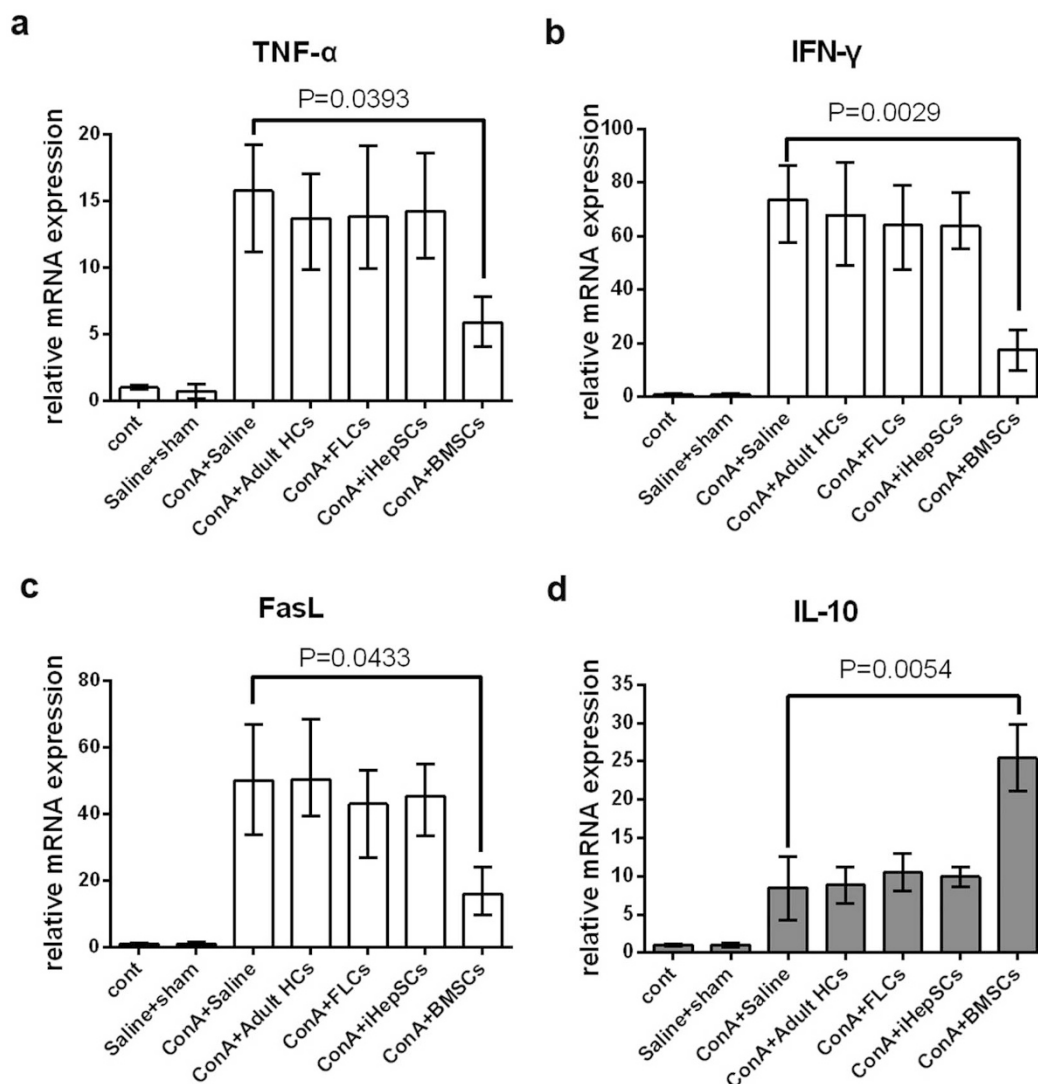 a
TNF-α
P=0.0393
relative mRNA expression
20
15
10
5
0
cont
Saline+sham
ConA+Saline
ConA+Adult HCs
ConA+FLCs
ConA+iHepSCs
ConA+BMSCs
b
IFN-γ
P=0.0029
relative mRNA expression
100
80
60
40
20
0
cont
Saline+sham
ConA+Saline
ConA+Adult HCs
ConA+FLCs
ConA+iHepSCs
ConA+BMSCs
c
FasL
P=0.0433
relative mRNA expression
80
60
40
20
0
cont
Saline+sham
ConA+Saline
ConA+Adult HCs
ConA+FLCs
ConA+iHepSCs
ConA+BMSCs
d
IL-10
P=0.0054
relative mRNA expression
35
30
25
20
15
10
5
0
cont
Saline+sham
ConA+Saline
ConA+Adult HCs
ConA+FLCs
ConA+iHepSCs
ConA+BMSCs